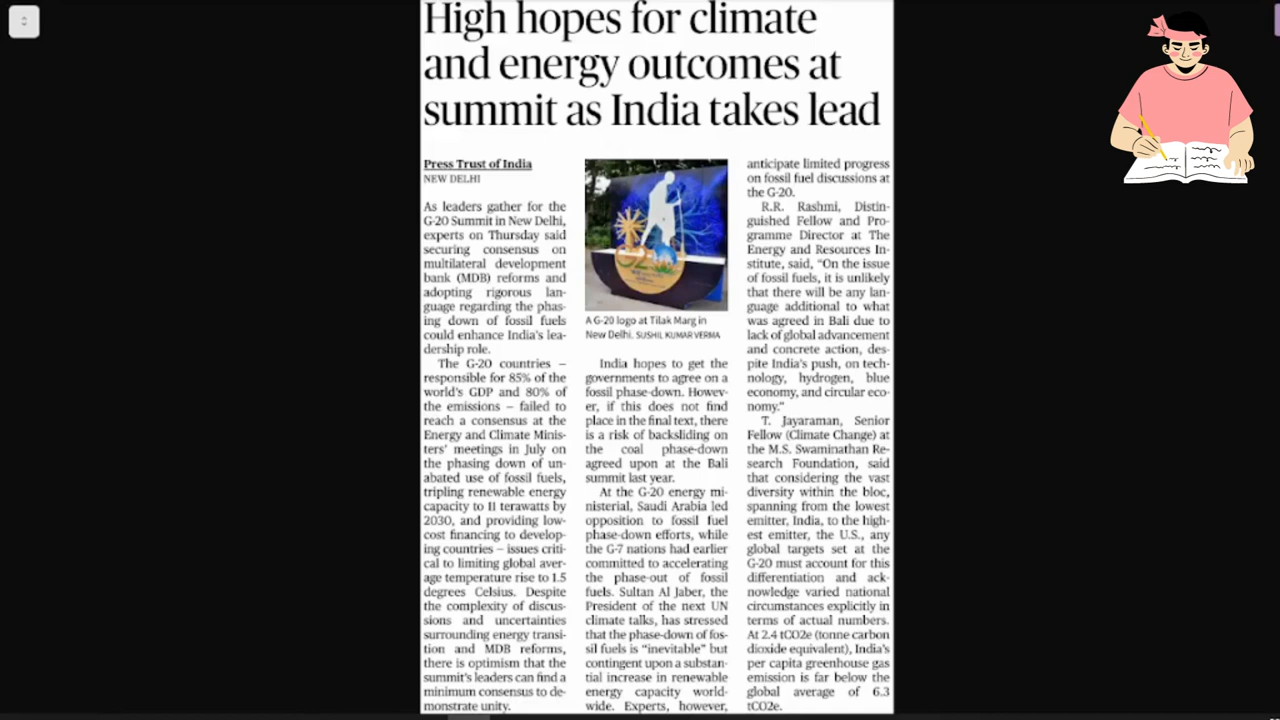 High hopes for climate
and energy outcomes at
summit as India takes lead
Press Trust of India
NEW DELHI
As leaders gather for the
G-20 Summit in New Delhi,
experts on Thursday said
securing consensus on
multilateral development
bank (MDB) reforms and
adopting rigorous lan-
guage regarding the phas-
ing down of fossil fuels
could enhance India's lea-
dership role.
The G-20 countries –
responsible for 85% of the
world's GDP and 80% of
the emissions – failed to
reach a consensus at the
Energy and Climate Minis-
ters' meetings in July on
the phasing down of un-
abated use of fossil fuels,
tripling renewable energy
capacity to 11 terawatts by
2030, and providing low-
cost financing to develop-
ing countries – issues criti-
cal to limiting global aver-
age temperature rise to 1.5
degrees Celsius. Despite
the complexity of discus-
sions and uncertainties
surrounding energy transi-
tion and MDB reforms,
there is optimism that the
summit's leaders can find a
minimum consensus to de-
monstrate unity.
A G-20 logo at Tilak Marg in
New Delhi. SUSHIL KUMAR VERMA
India hopes to get the
governments to agree on a
fossil phase-down. Howev-
er, if this does not find
place in the final text, there
is a risk of backsliding on
the coal phase-down
agreed upon at the Bali
summit last year.
At the G-20 energy mi-
nisterial, Saudi Arabia led
opposition to fossil fuel
phase-down efforts, while
the G-7 nations had earlier
committed to accelerating
the phase-out of fossil
fuels. Sultan Al Jaber, the
President of the next UN
climate talks, has stressed
that the phase-down of fos-
sil fuels is “inevitable” but
contingent upon a substan-
tial increase in renewable
energy capacity world-
wide. Experts, however,
anticipate limited progress
on fossil fuel discussions at
the G-20.
R.R. Rashmi, Distin-
guished Fellow and Pro-
gramme Director at The
Energy and Resources In-
stitute, said, “On the issue
of fossil fuels, it is unlikely
that there will be any lan-
guage additional to what
was agreed in Bali due to
lack of global advancement
and concrete action, des-
pite India's push, on tech-
nology, hydrogen, blue
economy, and circular eco-
nomy.”
T. Jayaraman, Senior
Fellow (Climate Change) at
the M.S. Swaminathan Re-
search Foundation, said
that considering the vast
diversity within the bloc,
spanning from the lowest
emitter, India, to the high-
est emitter, the U.S., any
global targets set at the
G-20 must account for this
differentiation and ack-
nowledge varied national
circumstances explicitly in
terms of actual numbers.
At 2.4 tCO2e (tonne carbon
dioxide equivalent), India's
per capita greenhouse gas
emission is far below the
global average of 6.3
tCO2e.